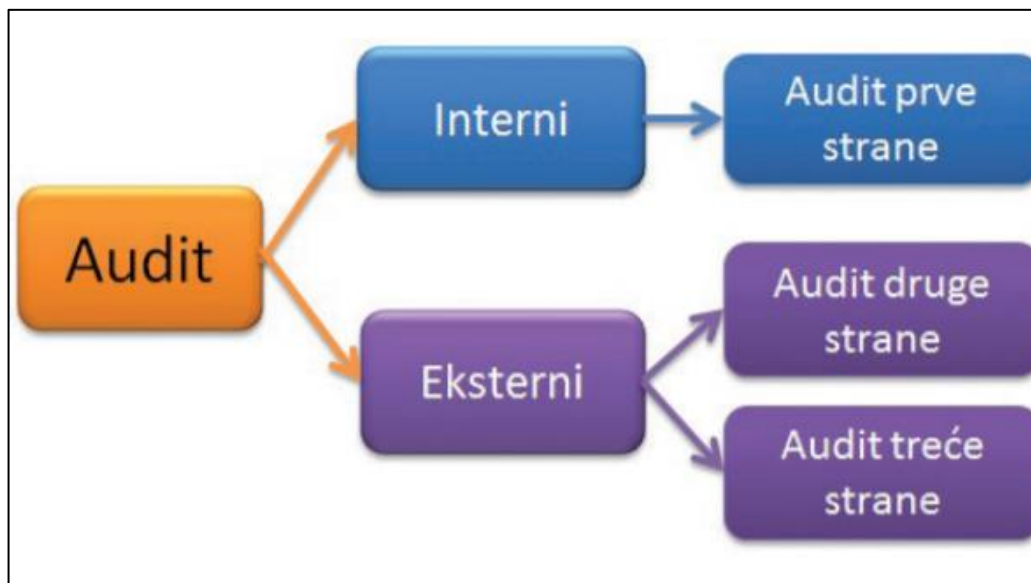 Audit
Interni
Audit prve
strane
Eksterni
Audit druge
strane
Audit treće
strane